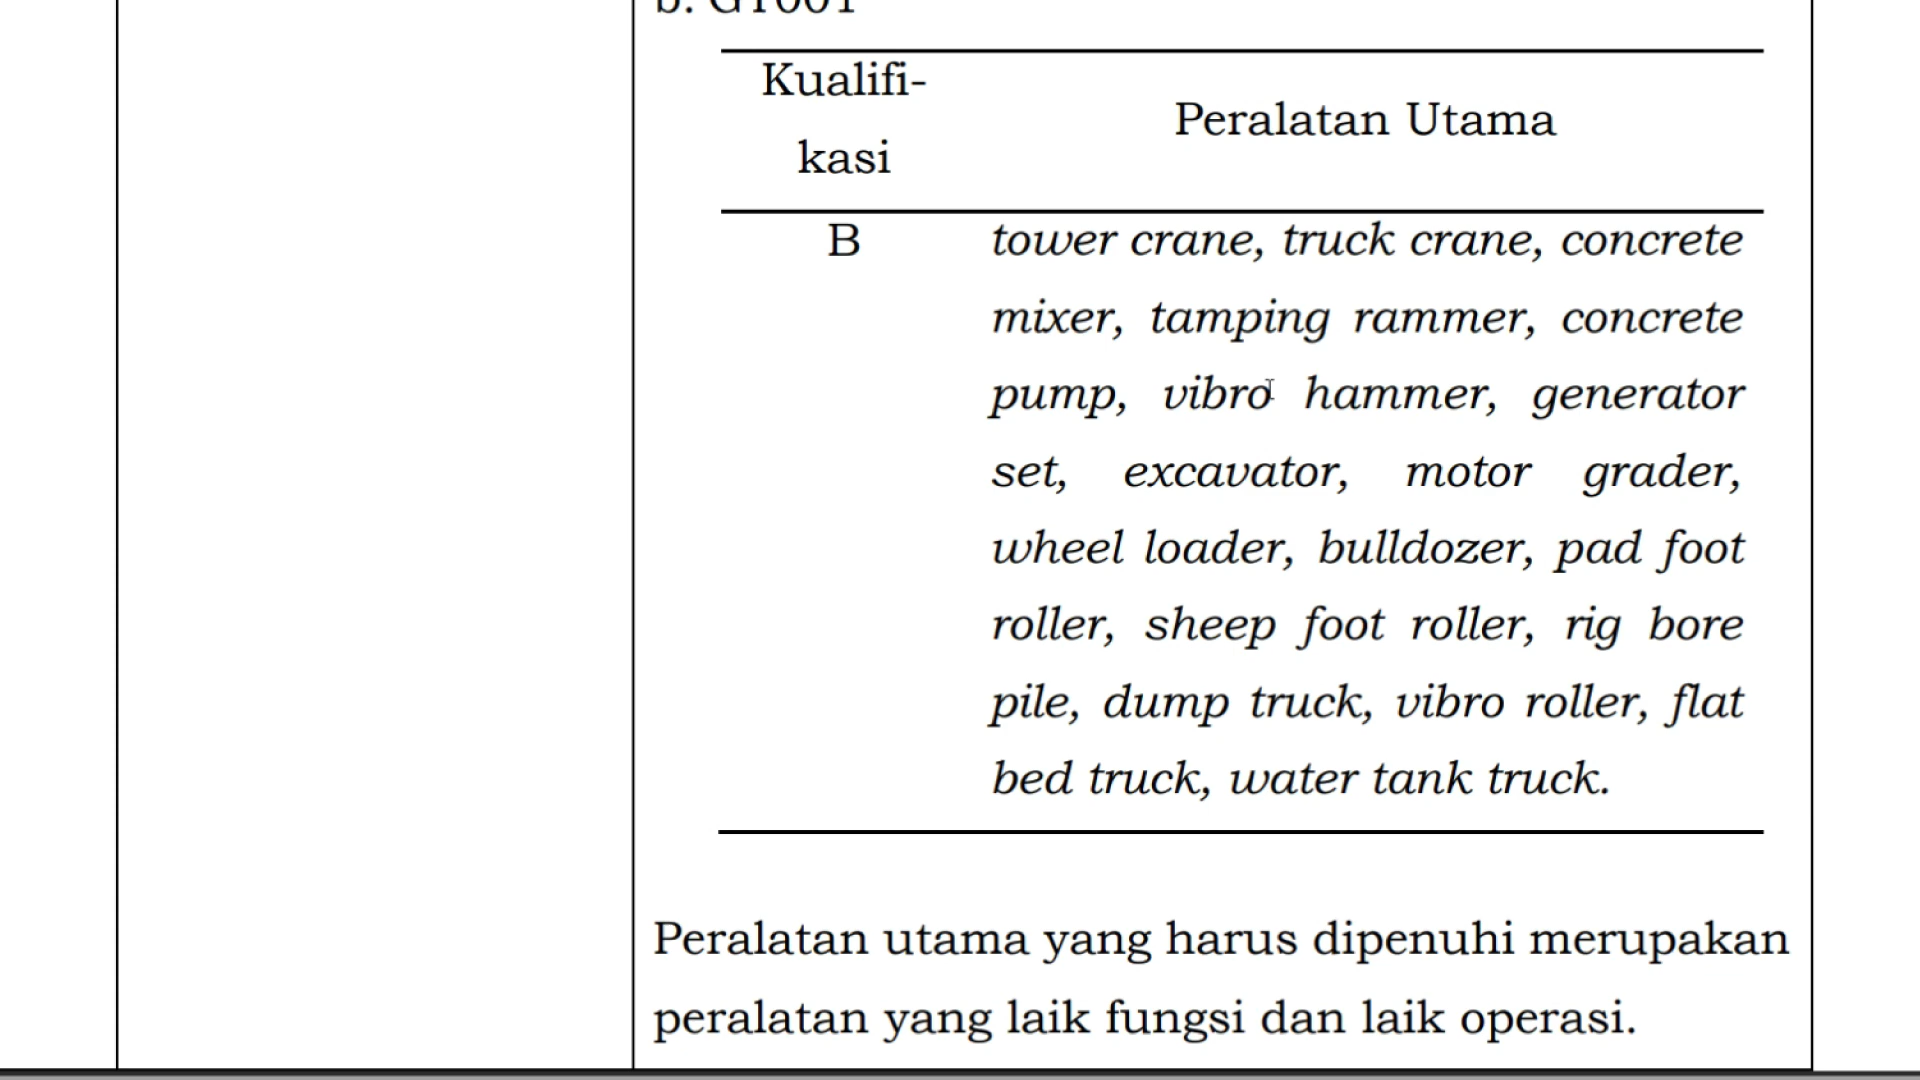 Kualifi-
kasi
Peralatan Utama
B
tower crane, truck crane, concrete
mixer, tamping rammer, concrete
pump, vibro hammer, generator
set, excavator, motor grader,
wheel loader, bulldozer, pad foot
roller, sheep foot roller, rig bore
pile, dump truck, vibro roller, flat
bed truck, water tank truck.
Peralatan utama yang harus dipenuhi merupakan
peralatan yang laik fungsi dan laik operasi.